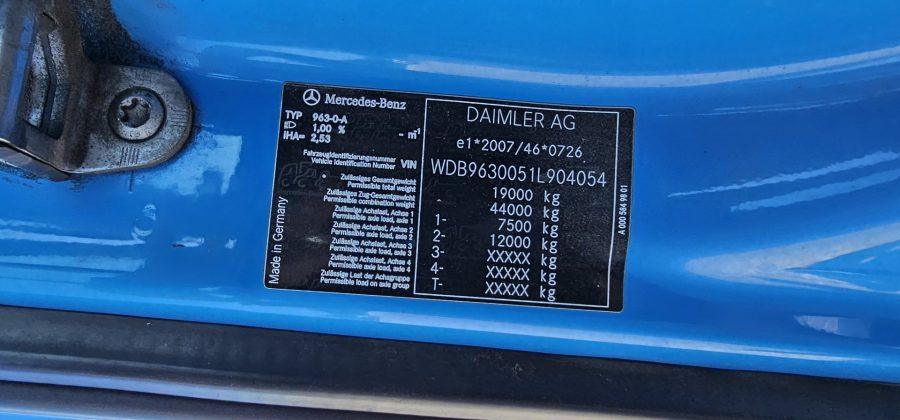 Mercedes-Benz
TYP 963-0-A
1,00 % - m⁻¹
IHA= 2,53
Fahrzeugidentifizierungsnummer
Vehicle Identification Number VIN
Zulässiges Gesamtgewicht
Permissible total weight
Zulässiges Zug-Gesamtgewicht
Permissible combination weight
Zulässige Achslast, Achse 1
Permissible axle load, axle 1
Zulässige Achslast, Achse 2
Permissible axle load, axle 2
Zulässige Achslast, Achse 3
Permissible axle load, axle 3
Zulässige Achslast, Achse 4
Permissible axle load, axle 4
Zulässige Last der Achsgruppe
Permissible load on axle group
Made in Germany
DAIMLER AG
e1*2007/46*0726
WDB9630051L904054
- 19000 kg
- 44000 kg
1- 7500 kg
2- 12000 kg
3- XXXXX kg
4- XXXXX kg
T- XXXXX kg
A 000 584 98 01